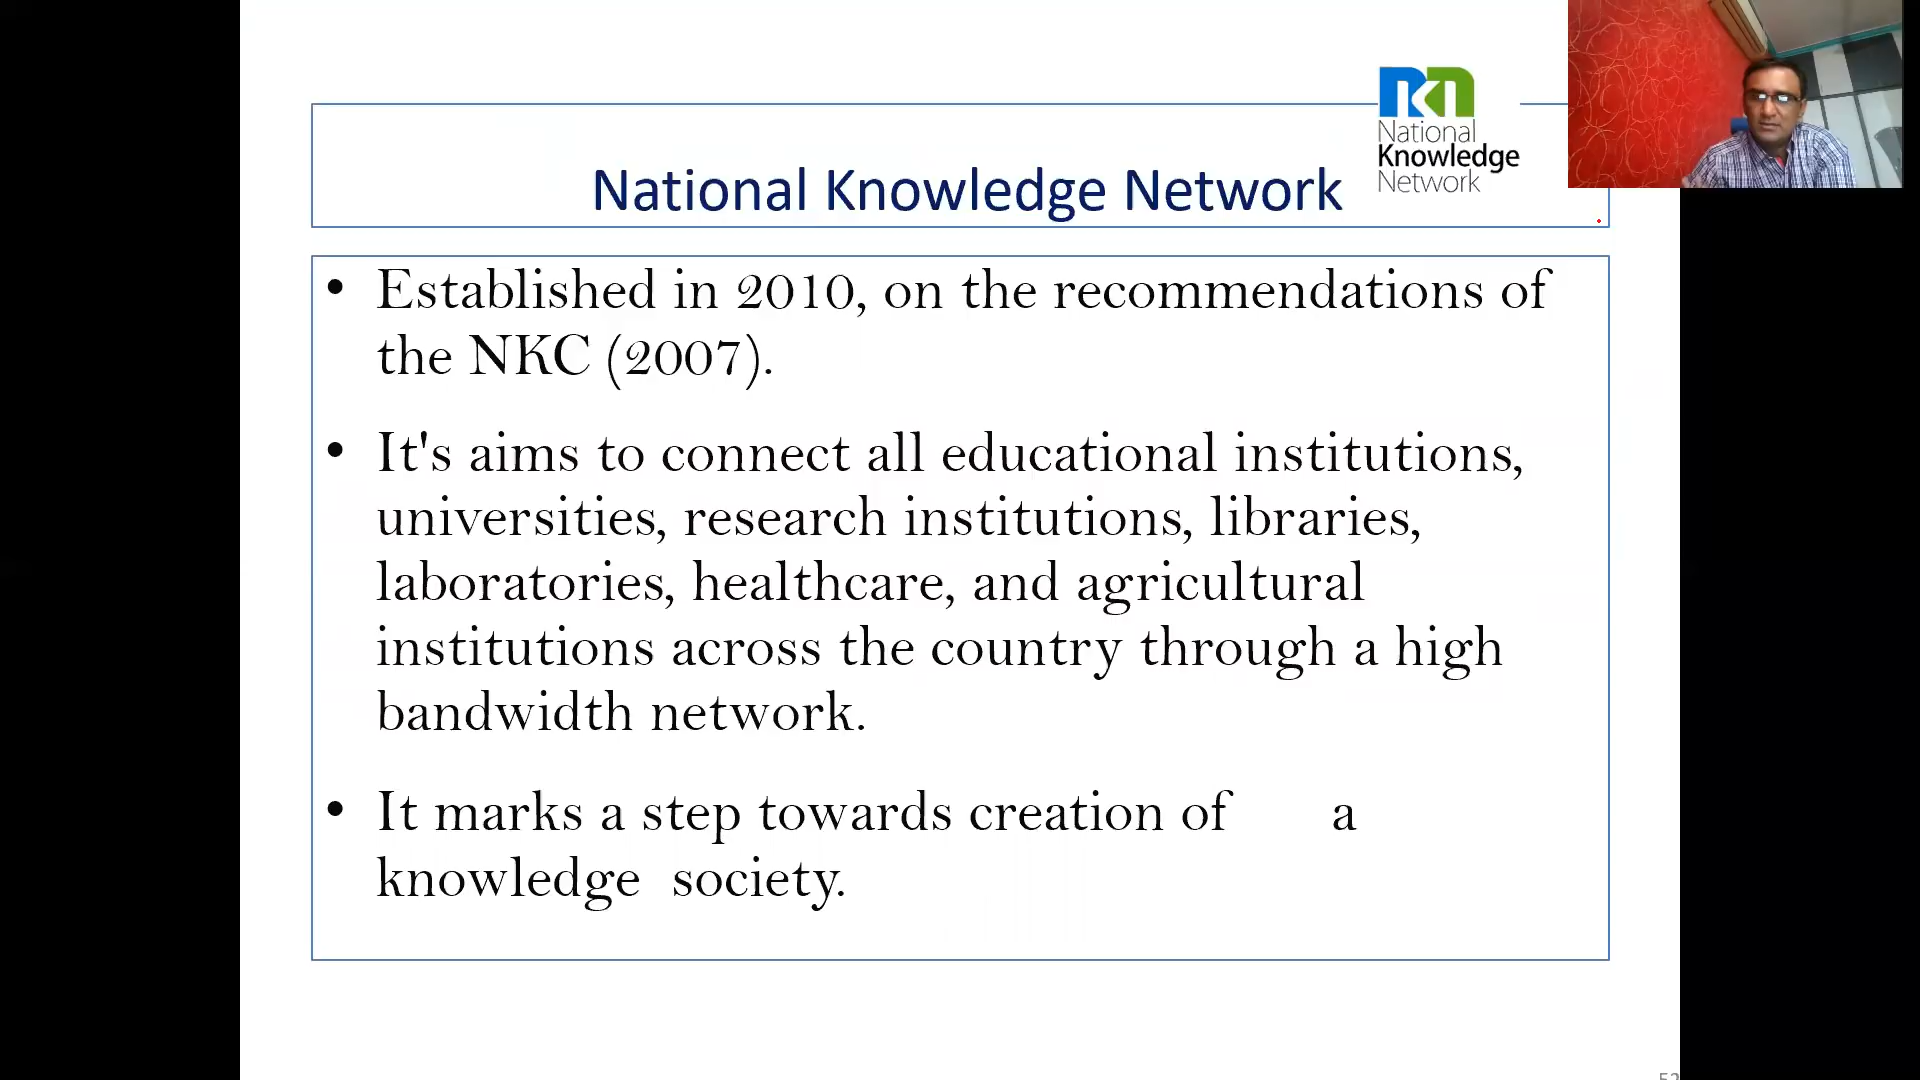 National
Knowledge
Network
National Knowledge Network
• Established in 2010, on the recommendations of
the NKC (2007).
• It's aims to connect all educational institutions,
universities, research institutions, libraries,
laboratories, healthcare, and agricultural
institutions across the country through a high
bandwidth network.
• It marks a step towards creation of a
knowledge society.